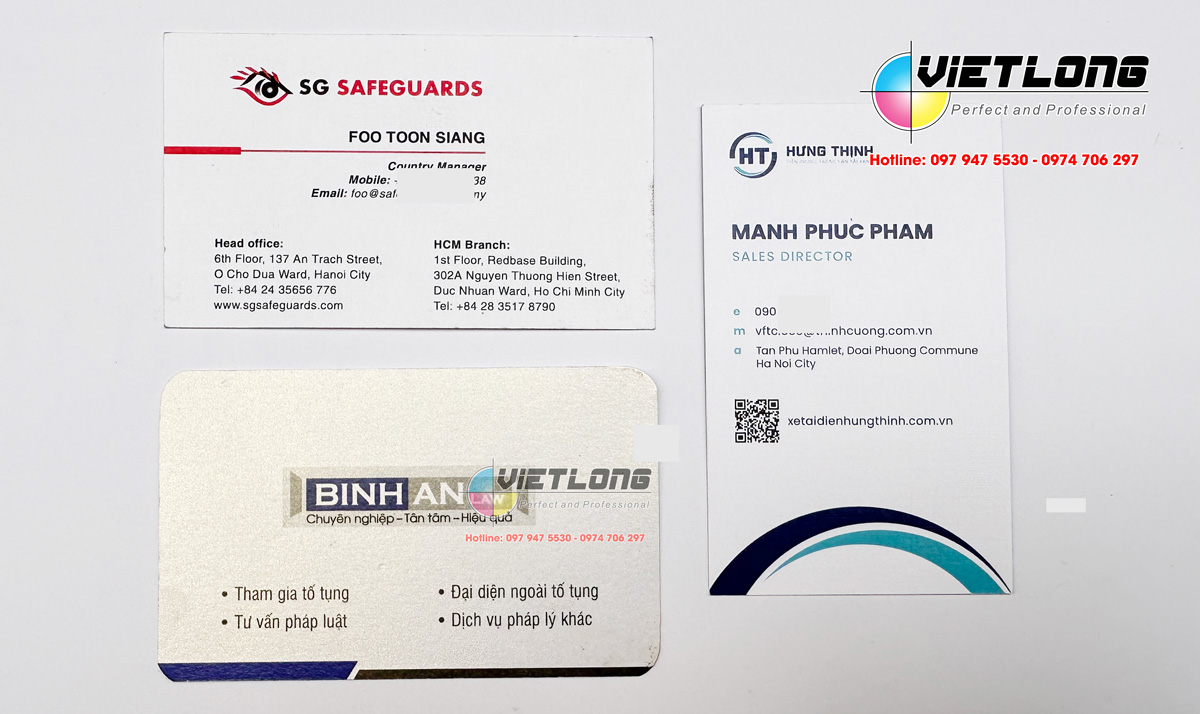 SG SAFEGUARDS
FOO TOON SIANG
Country Manager
Mobile: 38
Email: foo@saf ny
Head office:
6th Floor, 137 An Trach Street,
O Cho Dua Ward, Hanoi City
Tel: +84 24 35656 776
www.sgsafeguards.com
HCM Branch:
1st Floor, Redbase Building,
302A Nguyen Thuong Hien Street,
Duc Nhuan Ward, Ho Chi Minh City
Tel: +84 28 3517 8790
VIETLONG
Perfect and Professional
Hotline: 097 947 5530 - 0974 706 297
HT HƯNG THỊNH
MANH PHUC PHAM
SALES DIRECTOR
e 090
m nhcuong.com.vn
a Tan Phu Hamlet, Doai Phuong Commune
Ha Noi City
xetaidienhungthinh.com.vn
BINH AN LAW
Chuyên nghiệp – Tân tâm – Hiệu quả
VIETLONG
Perfect and Professional
Hotline: 097 947 5530 - 0974 706 297
• Tham gia tố tụng
• Tư vấn pháp luật
• Đại diện ngoài tố tụng
• Dịch vụ pháp lý khác